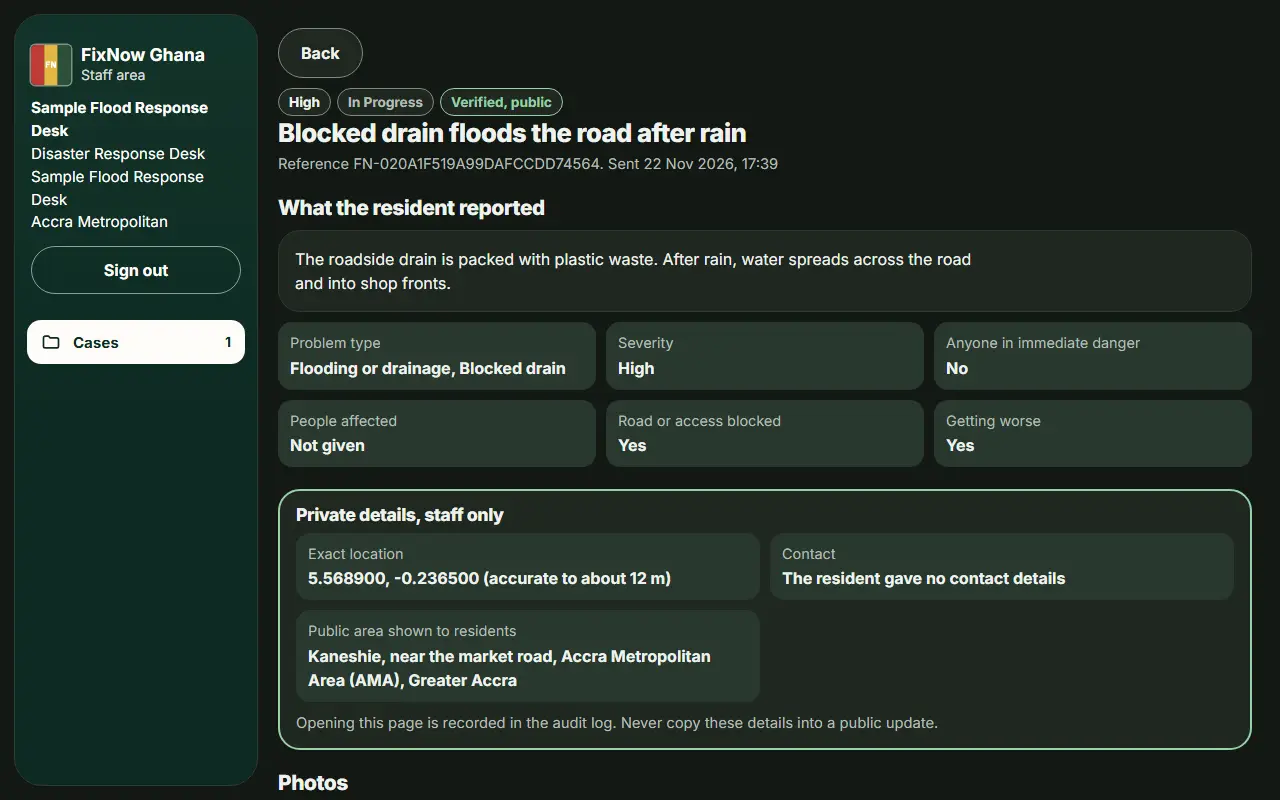 FN
FixNow Ghana
Staff area
Sample Flood Response
Desk
Disaster Response Desk
Sample Flood Response
Desk
Accra Metropolitan
Sign out
Cases 1
Back
High In Progress Verified, public
Blocked drain floods the road after rain
Reference FN-020A1F519A99DAFCCDD74564. Sent 22 Nov 2026, 17:39
What the resident reported
The roadside drain is packed with plastic waste. After rain, water spreads across the road
and into shop fronts.
Problem type
Flooding or drainage, Blocked drain
Severity
High
Anyone in immediate danger
No
People affected
Not given
Road or access blocked
Yes
Getting worse
Yes
Private details, staff only
Exact location
5.568900, -0.236500 (accurate to about 12 m)
Contact
The resident gave no contact details
Public area shown to residents
Kaneshie, near the market road, Accra Metropolitan
Area (AMA), Greater Accra
Opening this page is recorded in the audit log. Never copy these details into a public update.
Photos